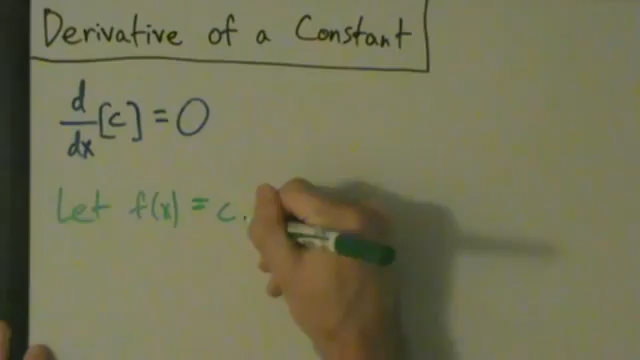 Derivative of a Constant
d/dx [c] = 0
Let f(x) = c.